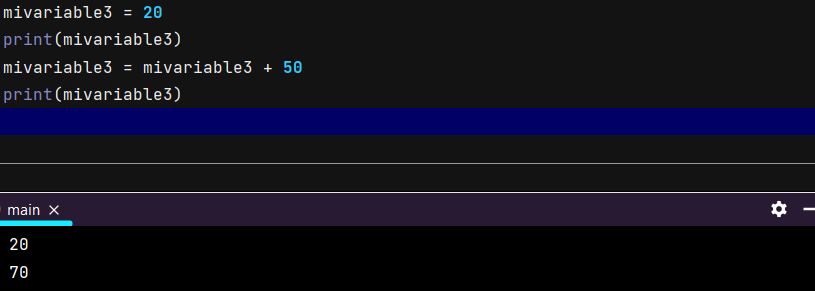 mivariable3 = 20
print(mivariable3)
mivariable3 = mivariable3 + 50
print(mivariable3)
main
20
70